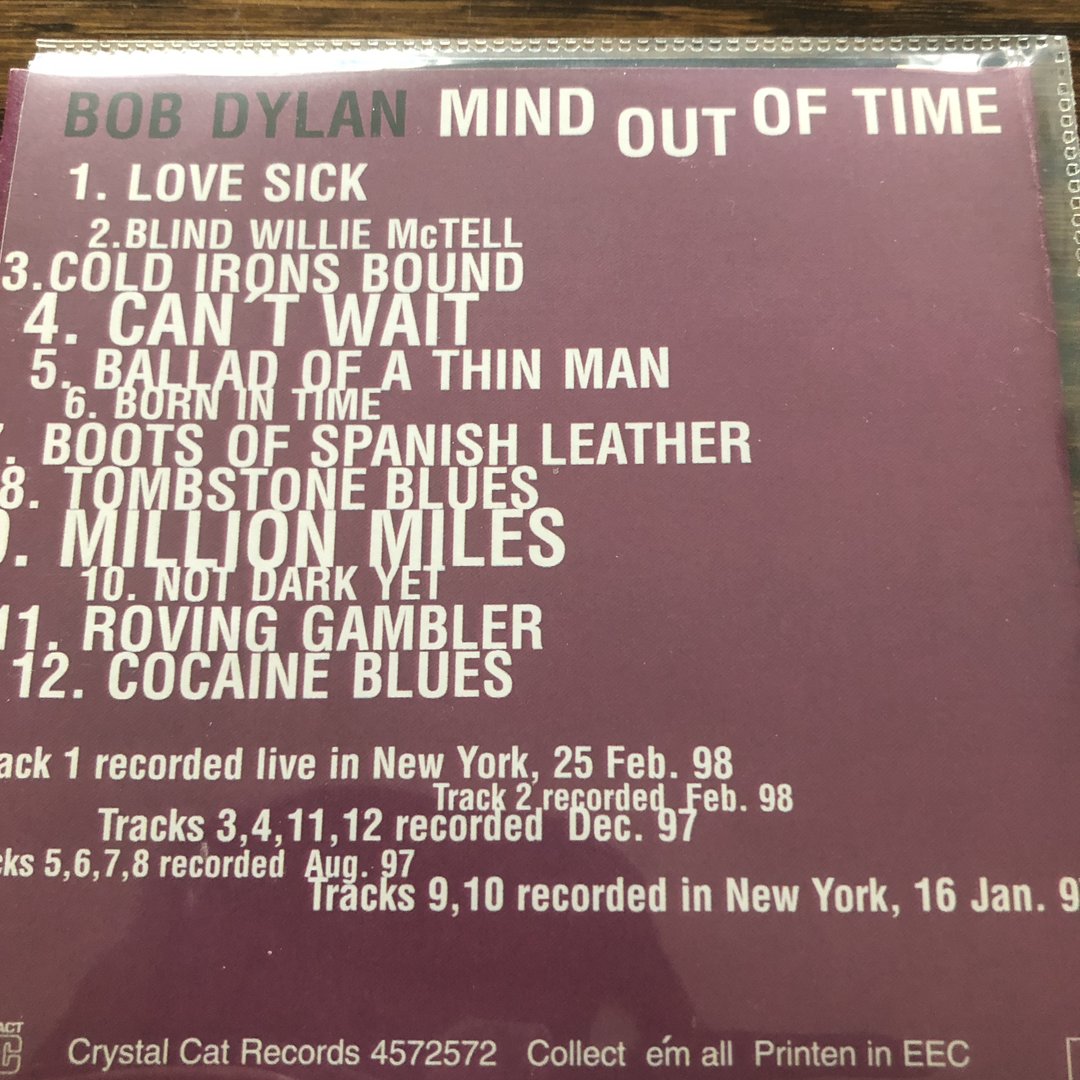 BOB DYLAN MIND OUT OF TIME
1. LOVE SICK
2.BLIND WILLIE McTELL
3.COLD IRONS BOUND
4. CAN´T WAIT
5. BALLAD OF A THIN MAN
6. BORN IN TIME
. BOOTS OF SPANISH LEATHER
8. TOMBSTONE BLUES
. MILLION MILES
10. NOT DARK YET
11. ROVING GAMBLER
12. COCAINE BLUES
ack 1 recorded live in New York, 25 Feb. 98
Track 2 recorded Feb. 98
Tracks 3,4,11,12 recorded Dec. 97
cks 5,6,7,8 recorded Aug. 97
Tracks 9,10 recorded in New York, 16 Jan. 9
ACT
Crystal Cat Records 4572572 Collect e´m all Printen in EEC